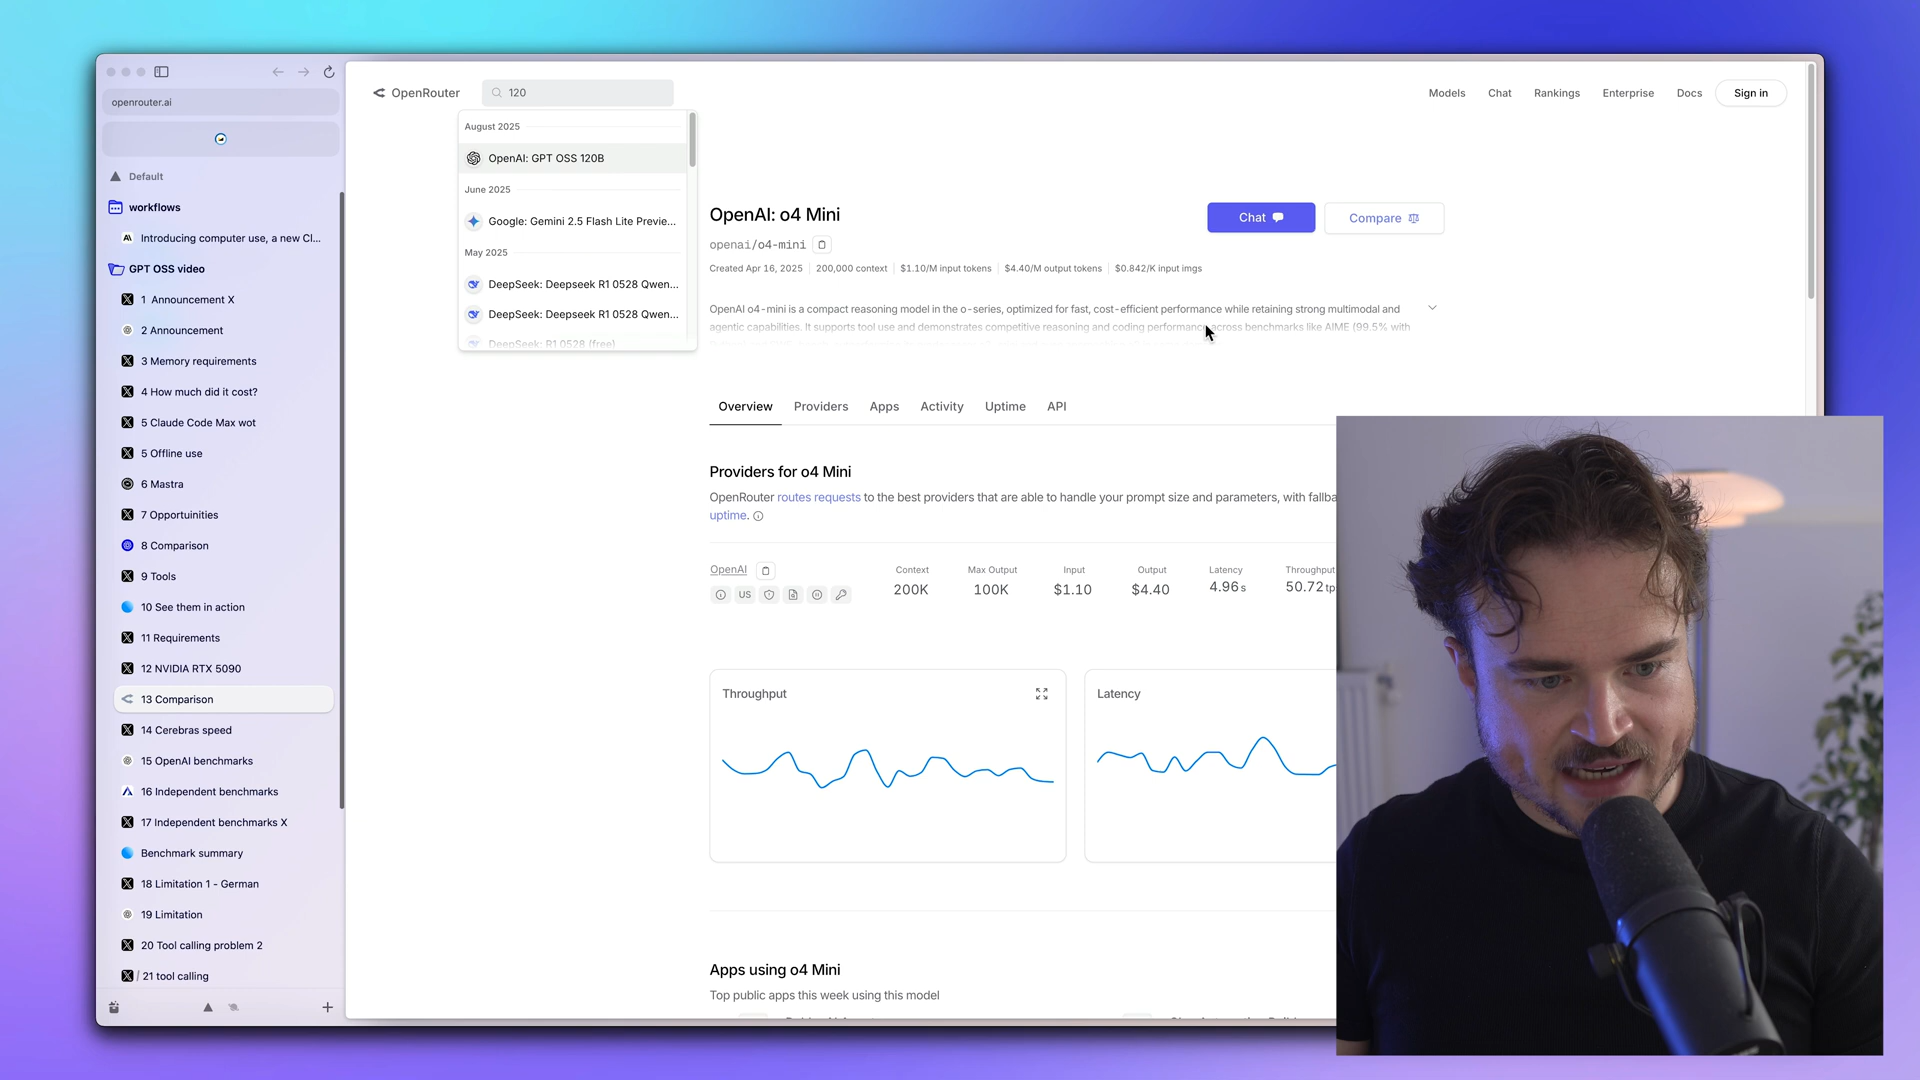 openrouter.ai
Default
workflows
Introducing computer use, a new Cl...
GPT OSS video
1 Announcement X
2 Announcement
3 Memory requirements
4 How much did it cost?
5 Claude Code Max wot
5 Offline use
6 Mastra
7 Opportuinities
8 Comparison
9 Tools
10 See them in action
11 Requirements
12 NVIDIA RTX 5090
13 Comparison
14 Cerebras speed
15 OpenAI benchmarks
16 Independent benchmarks
17 Independent benchmarks X
Benchmark summary
18 Limitation 1 - German
19 Limitation
20 Tool calling problem 2
/ 21 tool calling
OpenRouter
120
Models Chat Rankings Enterprise Docs Sign in
August 2025
OpenAI: GPT OSS 120B
June 2025
Google: Gemini 2.5 Flash Lite Previe...
May 2025
DeepSeek: Deepseek R1 0528 Qwen...
DeepSeek: Deepseek R1 0528 Qwen...
DeepSeek: R1 0528 (free)
OpenAI: o4 Mini
Chat
Compare
openai/o4-mini
Created Apr 16, 2025 200,000 context $1.10/M input tokens $4.40/M output tokens $0.842/K input imgs
OpenAI o4-mini is a compact reasoning model in the o-series, optimized for fast, cost-efficient performance while retaining strong multimodal and
agentic capabilities. It supports tool use and demonstrates competitive reasoning and coding performance across benchmarks like AIME (99.5% with
Overview Providers Apps Activity Uptime API
Providers for o4 Mini
OpenRouter routes requests to the best providers that are able to handle your prompt size and parameters, with fallba
uptime.
OpenAI
US
Context Max Output Input Output Latency Throughput
200K 100K $1.10 $4.40 4.96s 50.72tp
Throughput
Latency
Apps using o4 Mini
Top public apps this week using this model